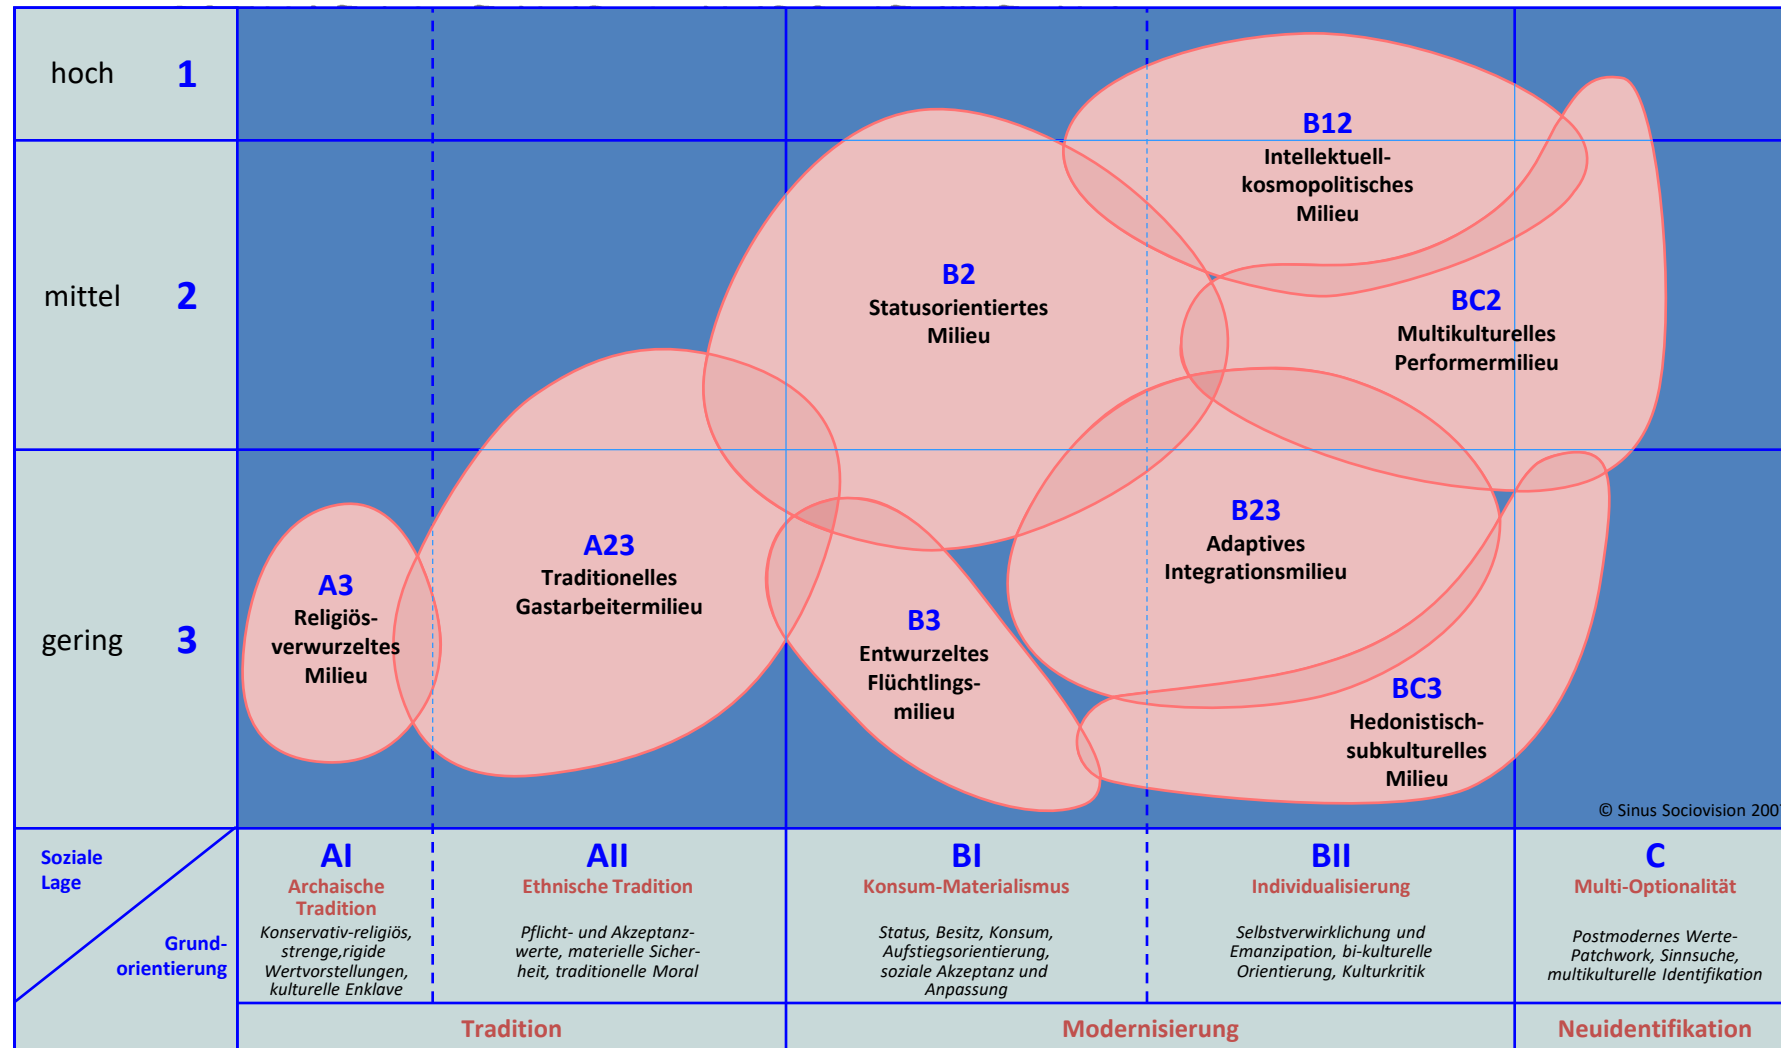 hoch 1
B12
Intellektuell-
kosmopolitisches
Milieu
mittel 2
B2
Statusorientiertes
Milieu
BC2
Multikulturelles
Performermilieu
gering 3
A3
Religiös-
verwurzeltes
Milieu
A23
Traditionelles
Gastarbeitermilieu
B3
Entwurzeltes
Flüchtlings-
milieu
B23
Adaptives
Integrationsmilieu
BC3
Hedonistisch-
subkulturelles
Milieu
© Sinus Sociovision 2007
Soziale
Lage
Grund-
orientierung
AI
Archaische
Tradition
Konservativ-religiös,
strenge,rigide
Wertvorstellungen,
kulturelle Enklave
AII
Ethnische Tradition
Pflicht- und Akzeptanz-
werte, materielle Sicher-
heit, traditionelle Moral
BI
Konsum-Materialismus
Status, Besitz, Konsum,
Aufstiegsorientierung,
soziale Akzeptanz und
Anpassung
BII
Individualisierung
Selbstverwirklichung und
Emanzipation, bi-kulturelle
Orientierung, Kulturkritik
C
Multi-Optionalität
Postmodernes Werte-
Patchwork, Sinnsuche,
multikulturelle Identifikation
Tradition
Modernisierung
Neuidentifikation